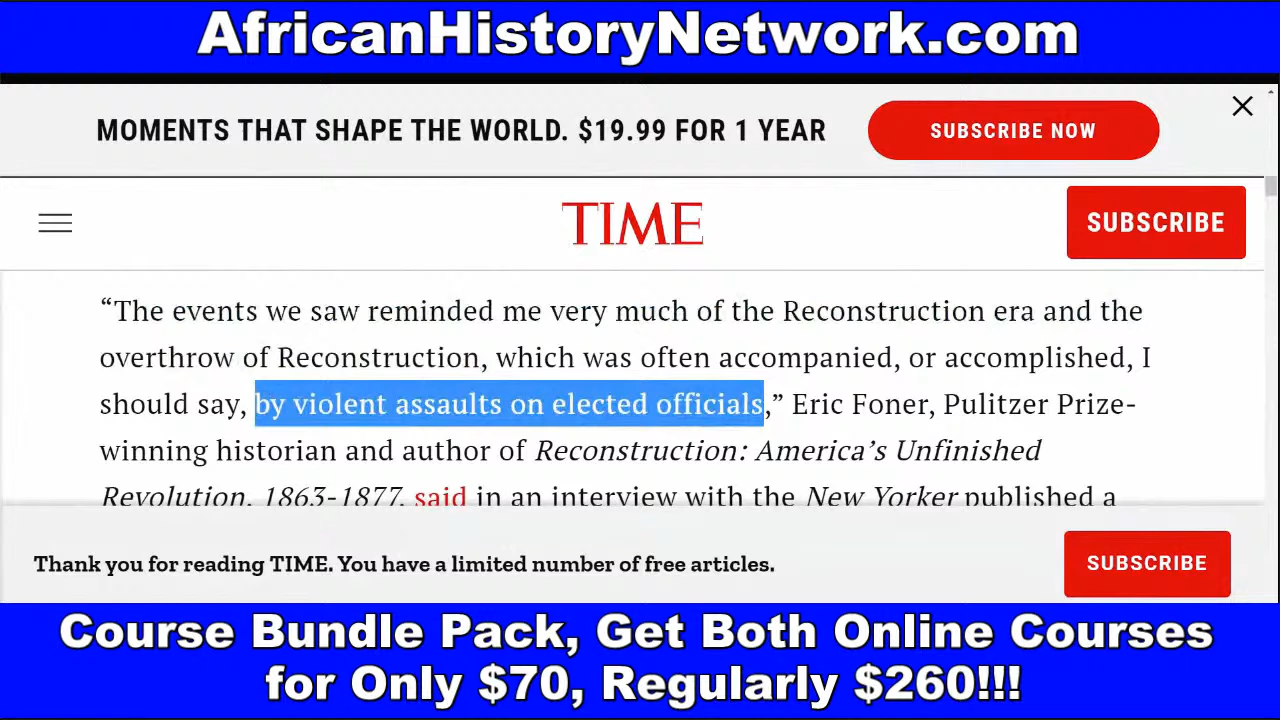 AfricanHistoryNetwork.com
MOMENTS THAT SHAPE THE WORLD. $19.99 FOR 1 YEAR
SUBSCRIBE NOW
TIME
SUBSCRIBE
“The events we saw reminded me very much of the Reconstruction era and the
overthrow of Reconstruction, which was often accompanied, or accomplished, I
should say, by violent assaults on elected officials,” Eric Foner, Pulitzer Prize-
winning historian and author of Reconstruction: America’s Unfinished
Revolution, 1863-1877, said in an interview with the New Yorker published a
Thank you for reading TIME. You have a limited number of free articles.
SUBSCRIBE
Course Bundle Pack, Get Both Online Courses
for Only $70, Regularly $260!!!